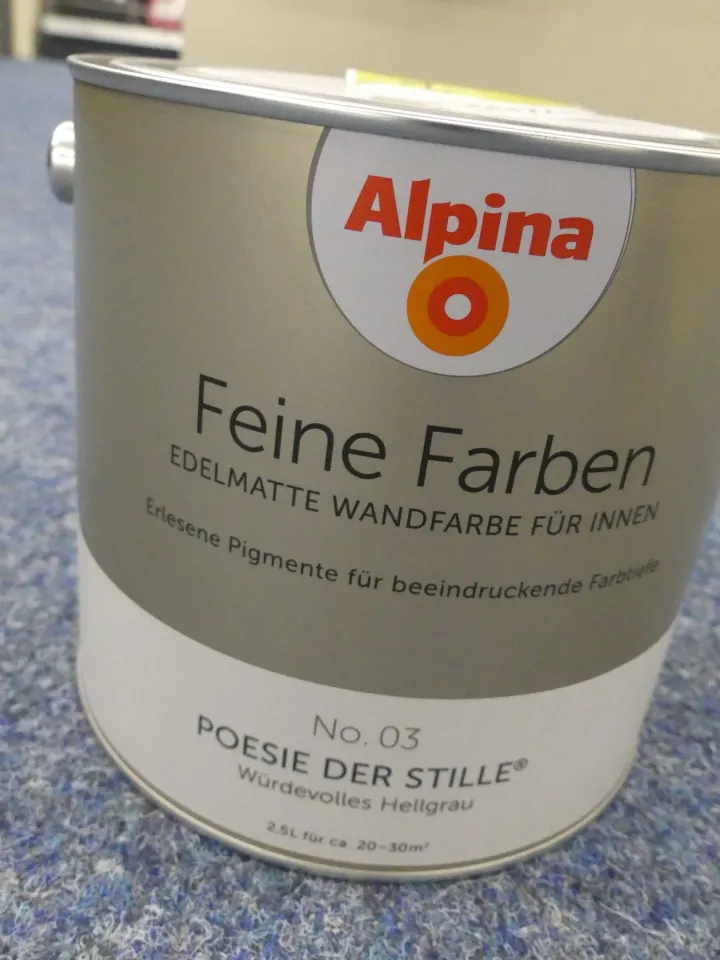 Alpina
Feine Farben
EDELMATTE WANDFARBE FÜR INNEN
Erlesene Pigmente für beeindruckende Farbtiefe
No. 03
POESIE DER STILLE®
Würdevolles Hellgrau
2,5L für ca. 20–30m²